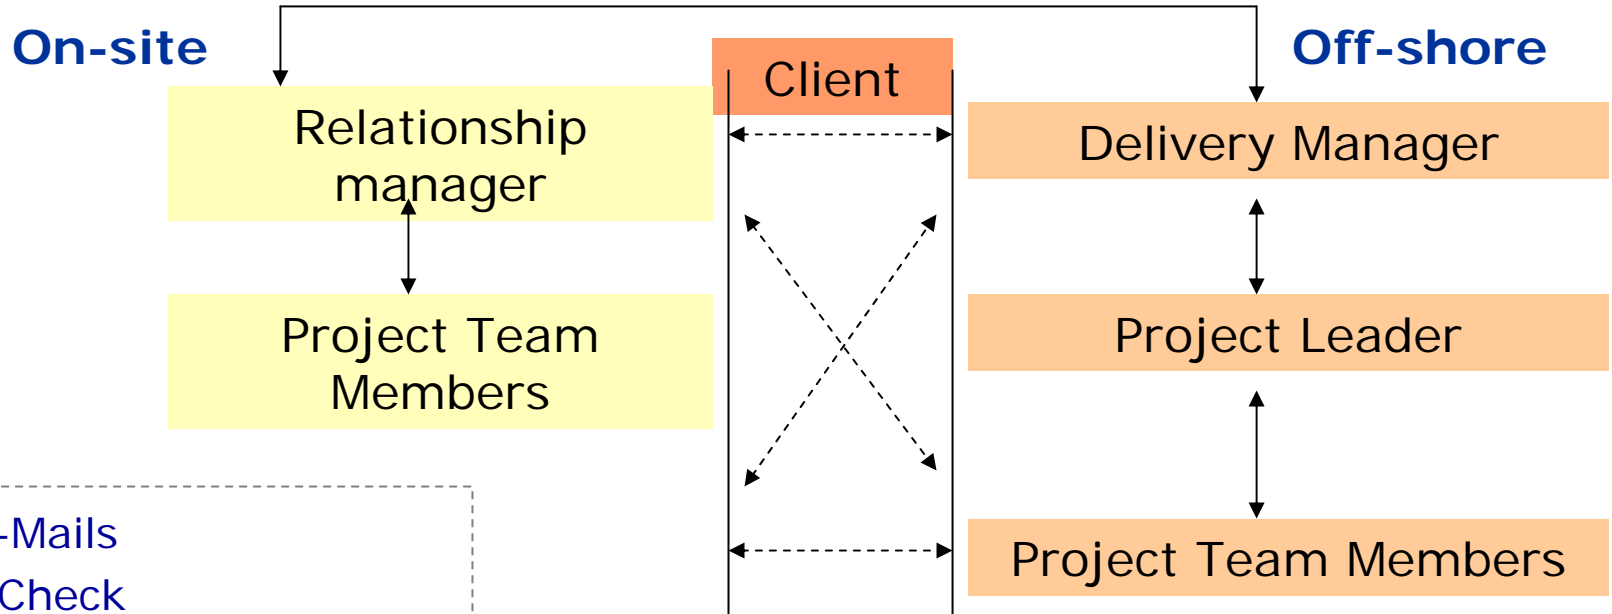 On-site
Client
Off-shore
Relationship
manager
Delivery Manager
Project Team
Members
Project Leader
-Mails
Check
Project Team Members